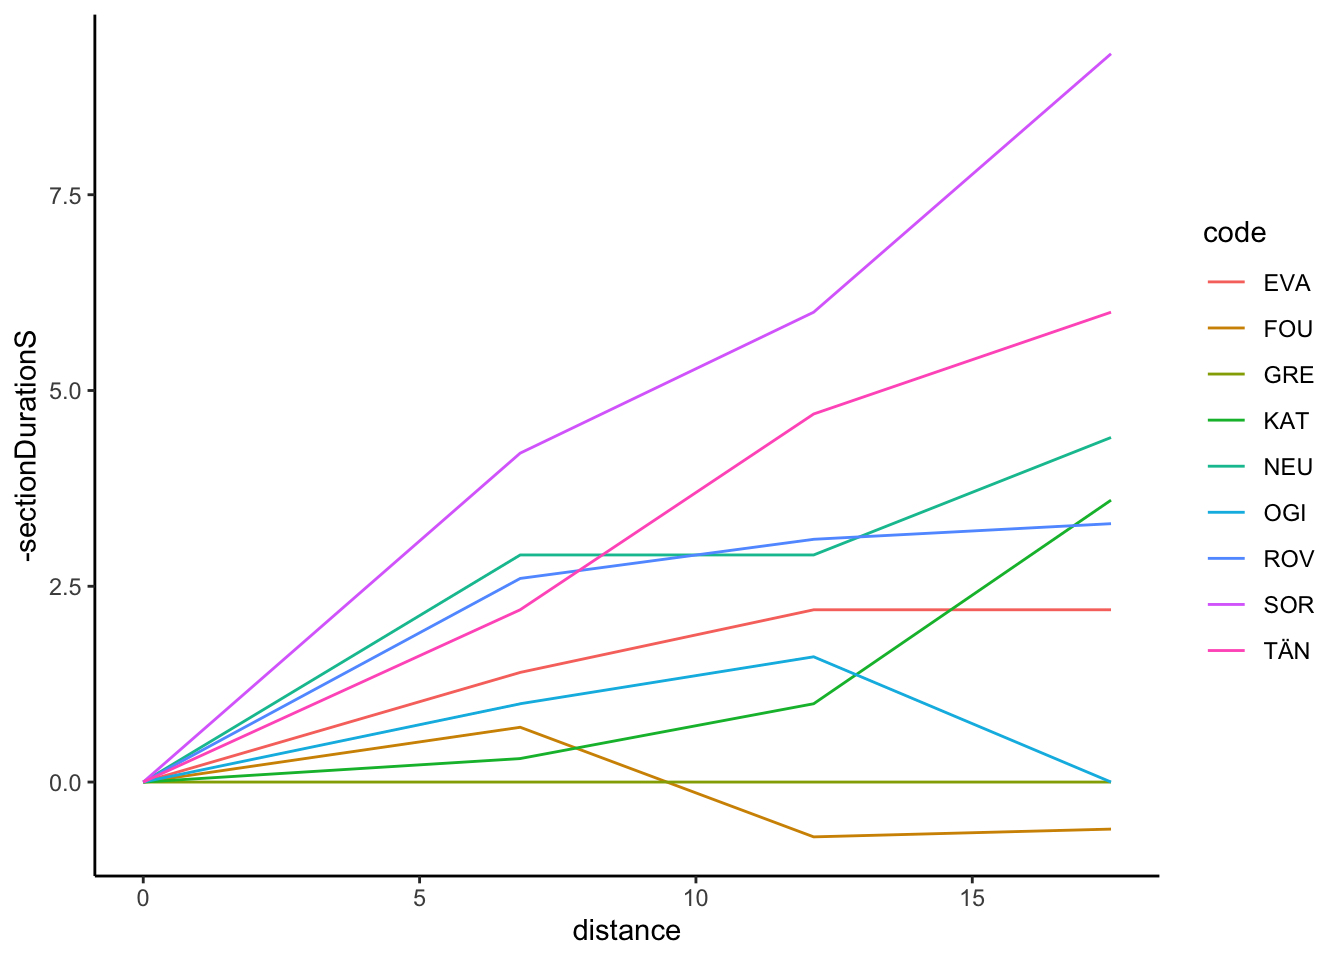 7.5
5.0
2.5
0.0
-sectionDurationS
0
5
10
15
distance
code
EVA
FOU
GRE
KAT
NEU
OGI
ROV
SOR
TÄN